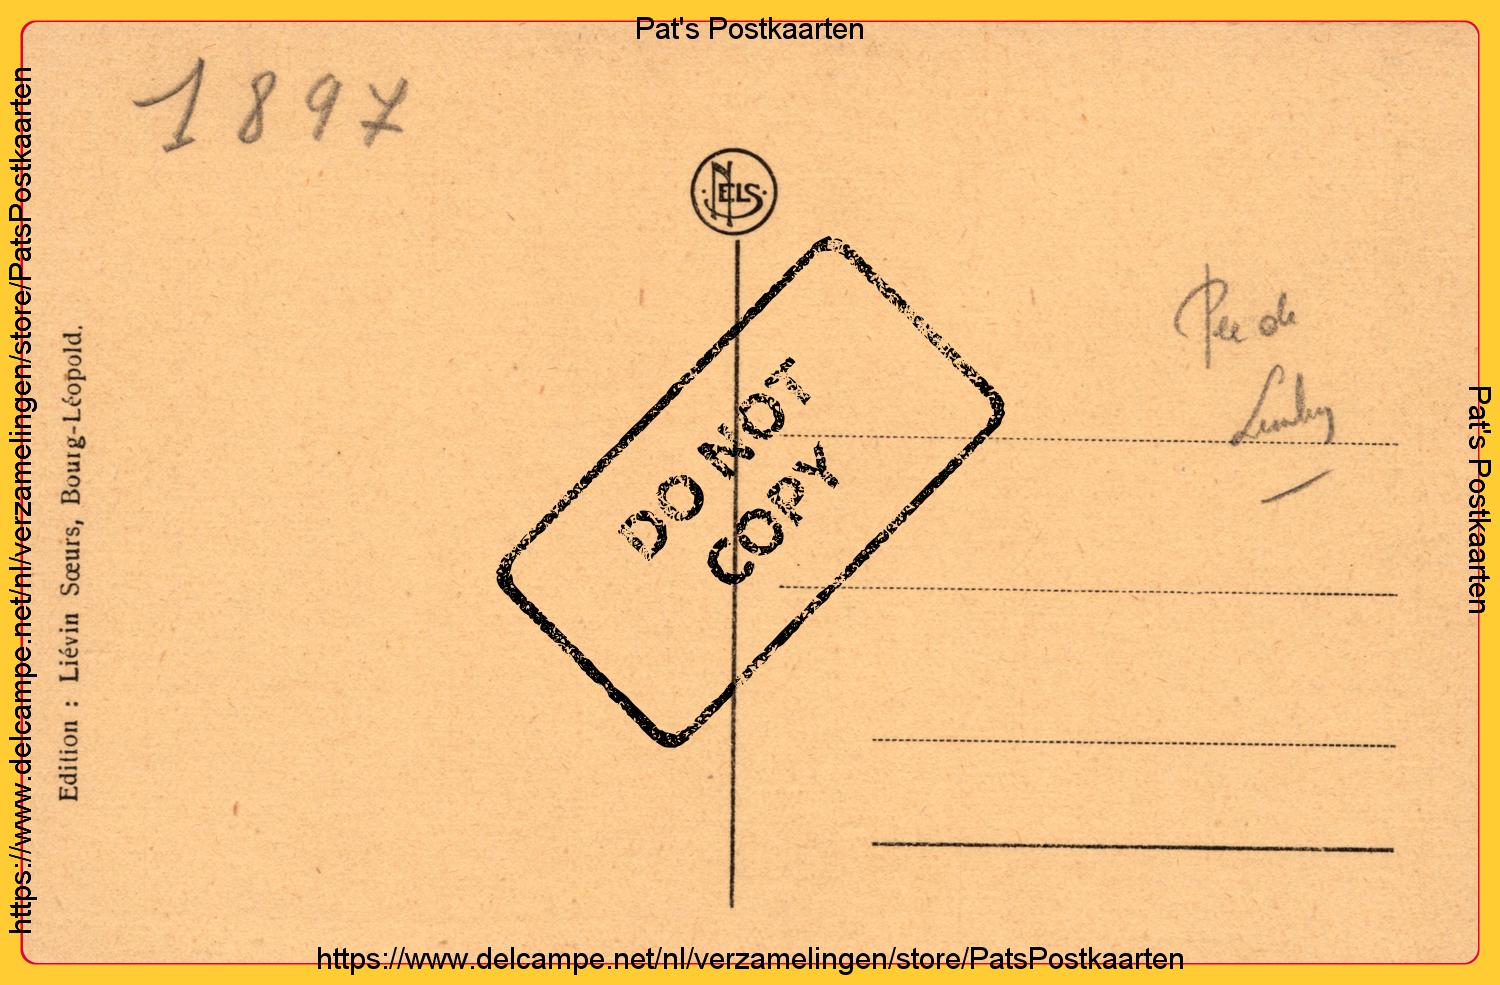 Pat's Postkaarten
1897
NELS
https://www.delcampe.net/nl/verzamelingen/store/PatsPostkaarten
Edition : Liévin Sœurs, Bourg-Léopold.
DO NOT
COPY
de
Pat's Postkaarten
https://www.delcampe.net/nl/verzamelingen/store/PatsPostkaarten